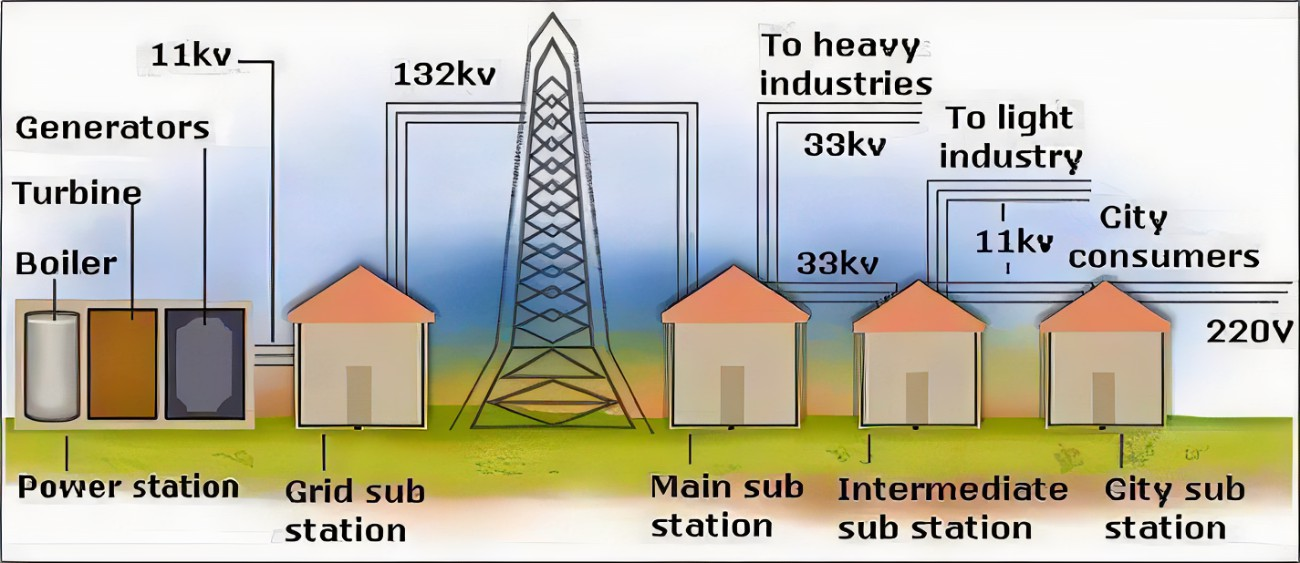 11kv
132kv
To heavy
industries
33kv
Generators
To light
industry
Turbine
City
consumers
11kv
Boiler
33kv
220V
Power station
Grid sub
station
Main sub
station
Intermediate
sub station
City sub
station